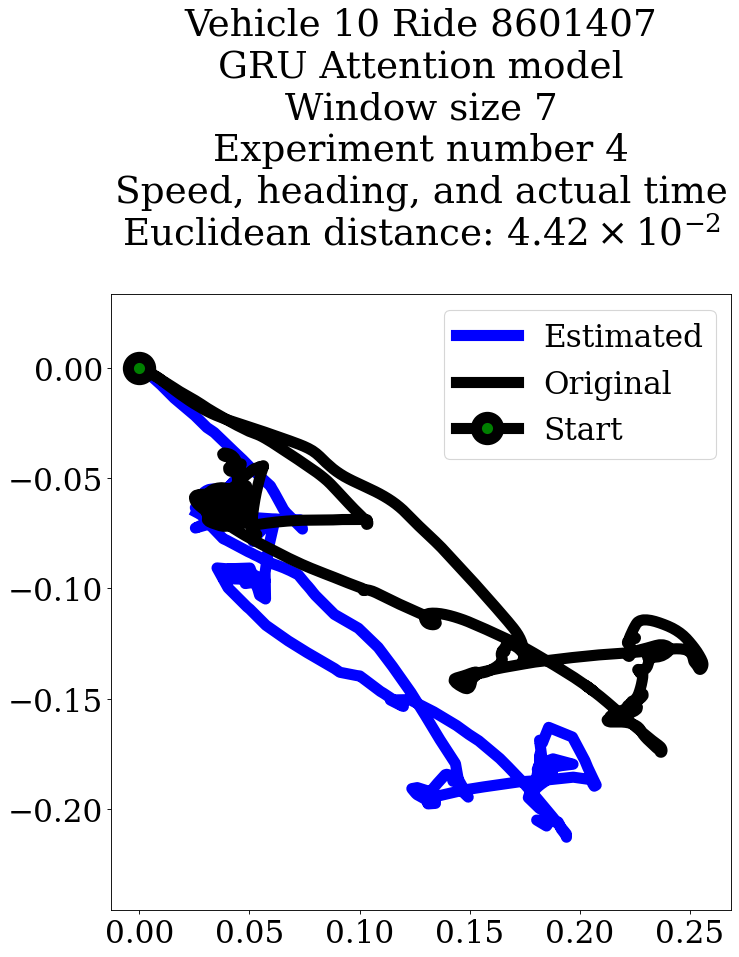 Vehicle 10 Ride 8601407
GRU Attention model
Window size 7
Experiment number 4
Speed, heading, and actual time
Euclidean distance: 4.42 × 10⁻²
Estimated
Original
Start
0.00
−0.05
−0.10
−0.15
−0.20
0.00 0.05 0.10 0.15 0.20 0.25